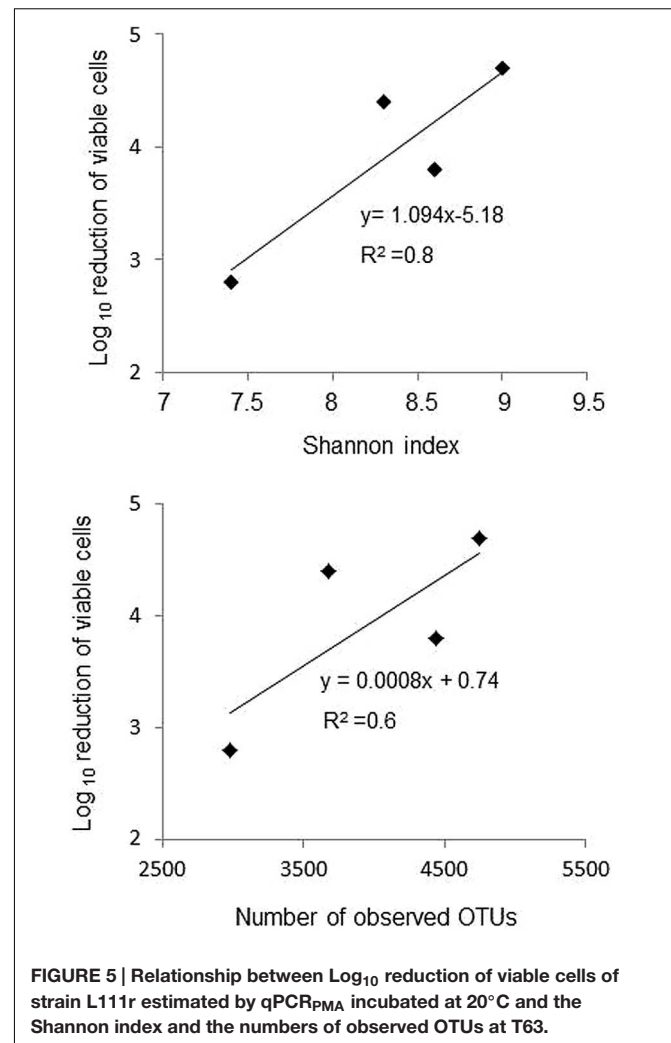 5
4
3
2
7
7.5
8
8.5
9
9.5
Log₁₀ reduction of viable cells
y= 1.094x-5.18
R² =0.8
Shannon index
5
4
3
2
2500
3500
4500
5500
Log₁₀ reduction of viable cells
y = 0.0008x + 0.74
R² =0.6
Number of observed OTUs
FIGURE 5 | Relationship between Log₁₀ reduction of viable cells of
strain L111r estimated by qPCRPMA incubated at 20°C and the
Shannon index and the numbers of observed OTUs at T63.